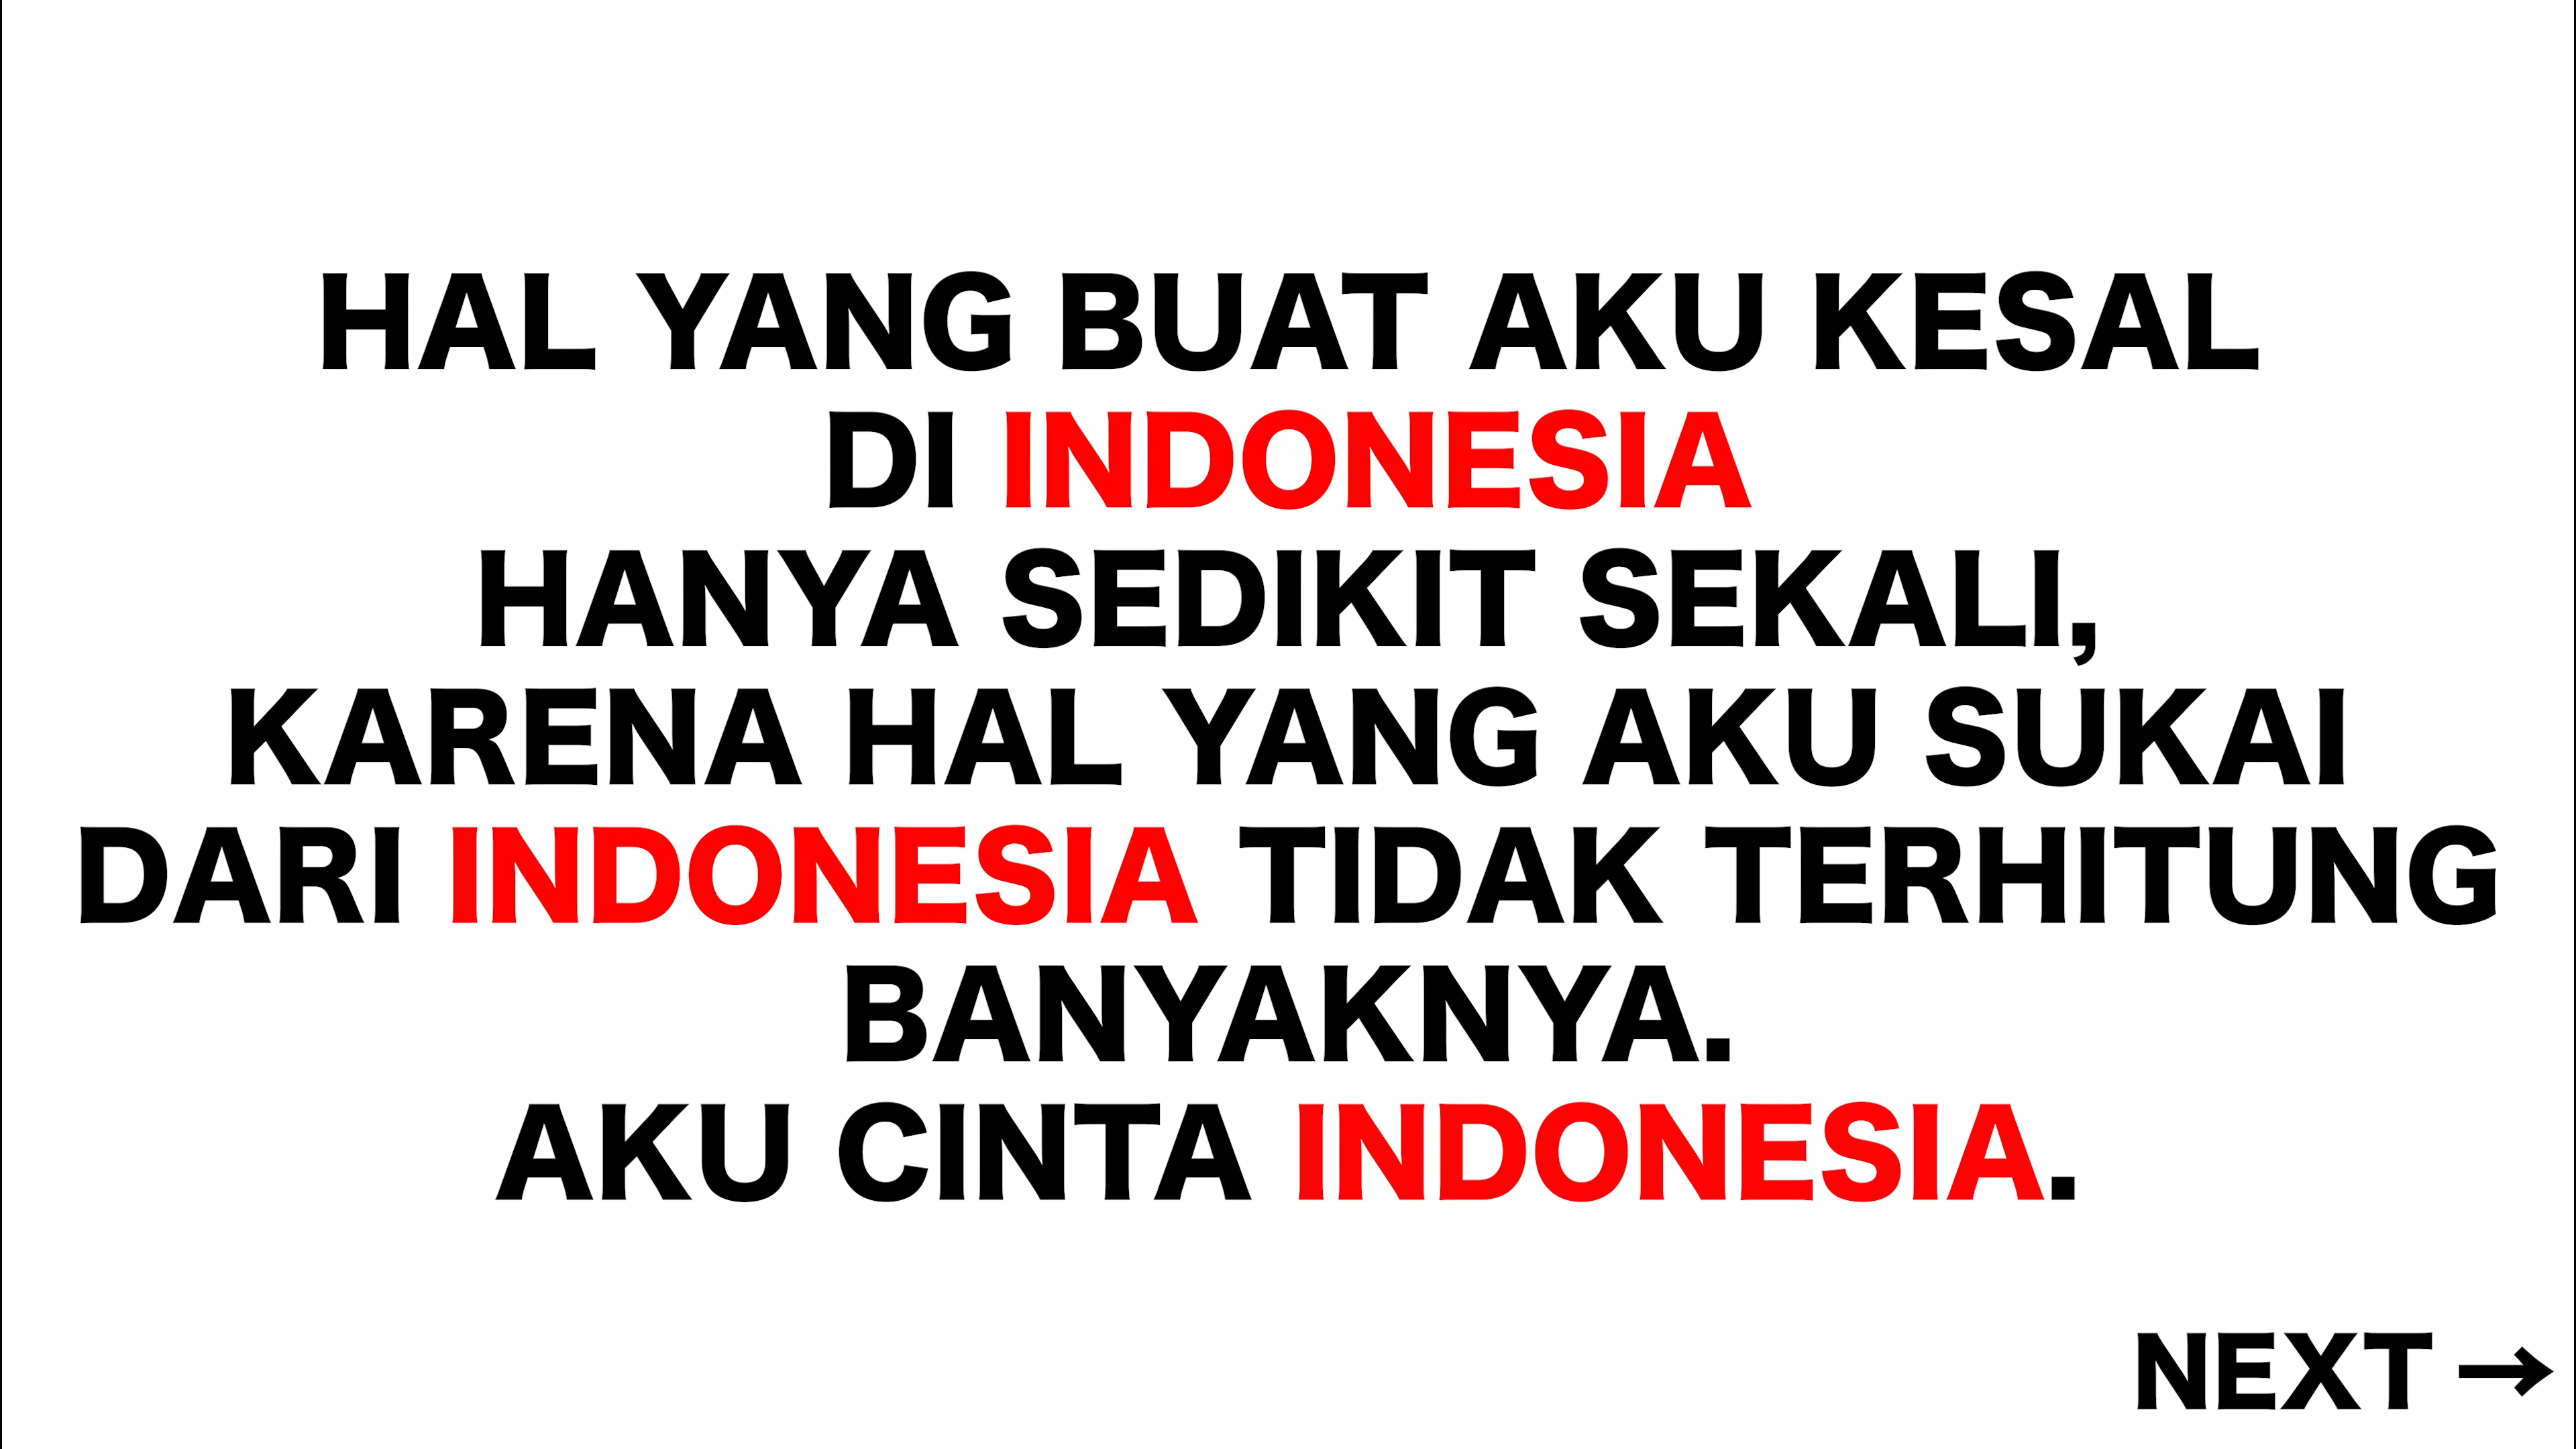 HAL YANG BUAT AKU KESAL
DI INDONESIA
HANYA SEDIKIT SEKALI,
KARENA HAL YANG AKU SUKAI
DARI INDONESIA TIDAK TERHITUNG
BANYAKNYA.
AKU CINTA INDONESIA.
NEXT →